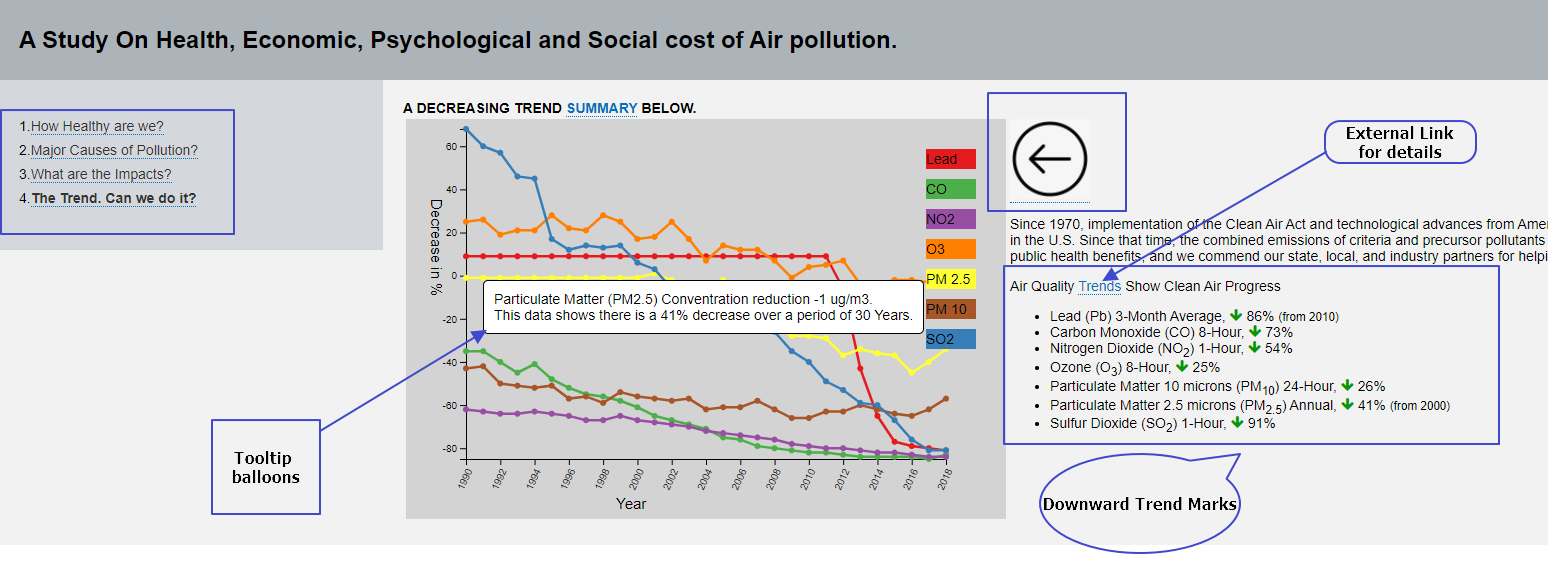 A Study On Health, Economic, Psychological and Social cost of Air pollution.
1.How Healthy are we?
2.Major Causes of Pollution?
3.What are the Impacts?
4.The Trend. Can we do it?
A DECREASING TREND SUMMARY BELOW.
60
40
20
0
-20
-40
-60
-80
Decrease in %
Lead
CO
NO2
O3
PM 2.5
PM 10
SO2
Particulate Matter (PM2.5) Conventration reduction -1 ug/m3.
This data shows there is a 41% decrease over a period of 30 Years.
1990
1992
1994
1996
1998
2000
2002
2004
2006
2008
2010
2012
2014
2016
2018
Year
Tooltip
balloons
External Link
for details
Since 1970, implementation of the Clean Air Act and technological advances from Amer
in the U.S. Since that time, the combined emissions of criteria and precursor pollutants
public health benefits, and we commend our state, local, and industry partners for helpi
Air Quality Trends Show Clean Air Progress
• Lead (Pb) 3-Month Average, 🡇 86% (from 2010)
• Carbon Monoxide (CO) 8-Hour, 🡇 73%
• Nitrogen Dioxide (NO2) 1-Hour, 🡇 54%
• Ozone (O3) 8-Hour, 🡇 25%
• Particulate Matter 10 microns (PM10) 24-Hour, 🡇 26%
• Particulate Matter 2.5 microns (PM2.5) Annual, 🡇 41% (from 2000)
• Sulfur Dioxide (SO2) 1-Hour, 🡇 91%
Downward Trend Marks